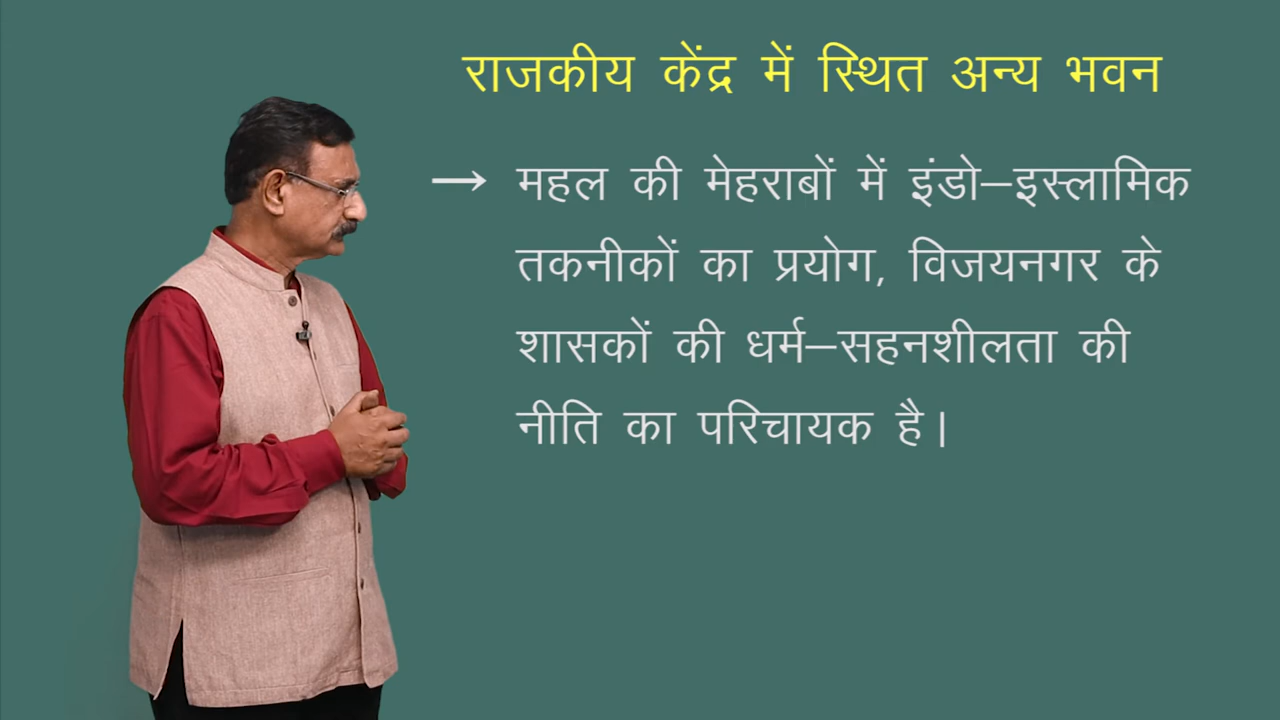 राजकीय केंद्र में स्थित अन्य भवन
→ महल की मेहराबों में इंडो–इस्लामिक
तकनीकों का प्रयोग, विजयनगर के
शासकों की धर्म–सहनशीलता की
नीति का परिचायक है।